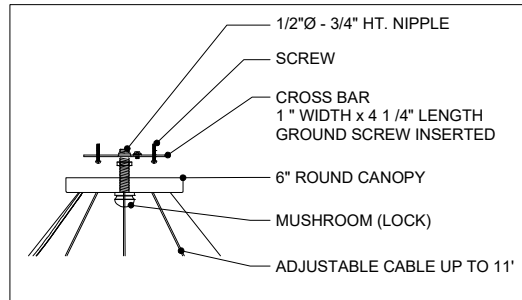 1/2"Ø - 3/4" HT. NIPPLE
SCREW
CROSS BAR
1 " WIDTH x 4 1 /4" LENGTH
GROUND SCREW INSERTED
6" ROUND CANOPY
MUSHROOM (LOCK)
ADJUSTABLE CABLE UP TO 11'